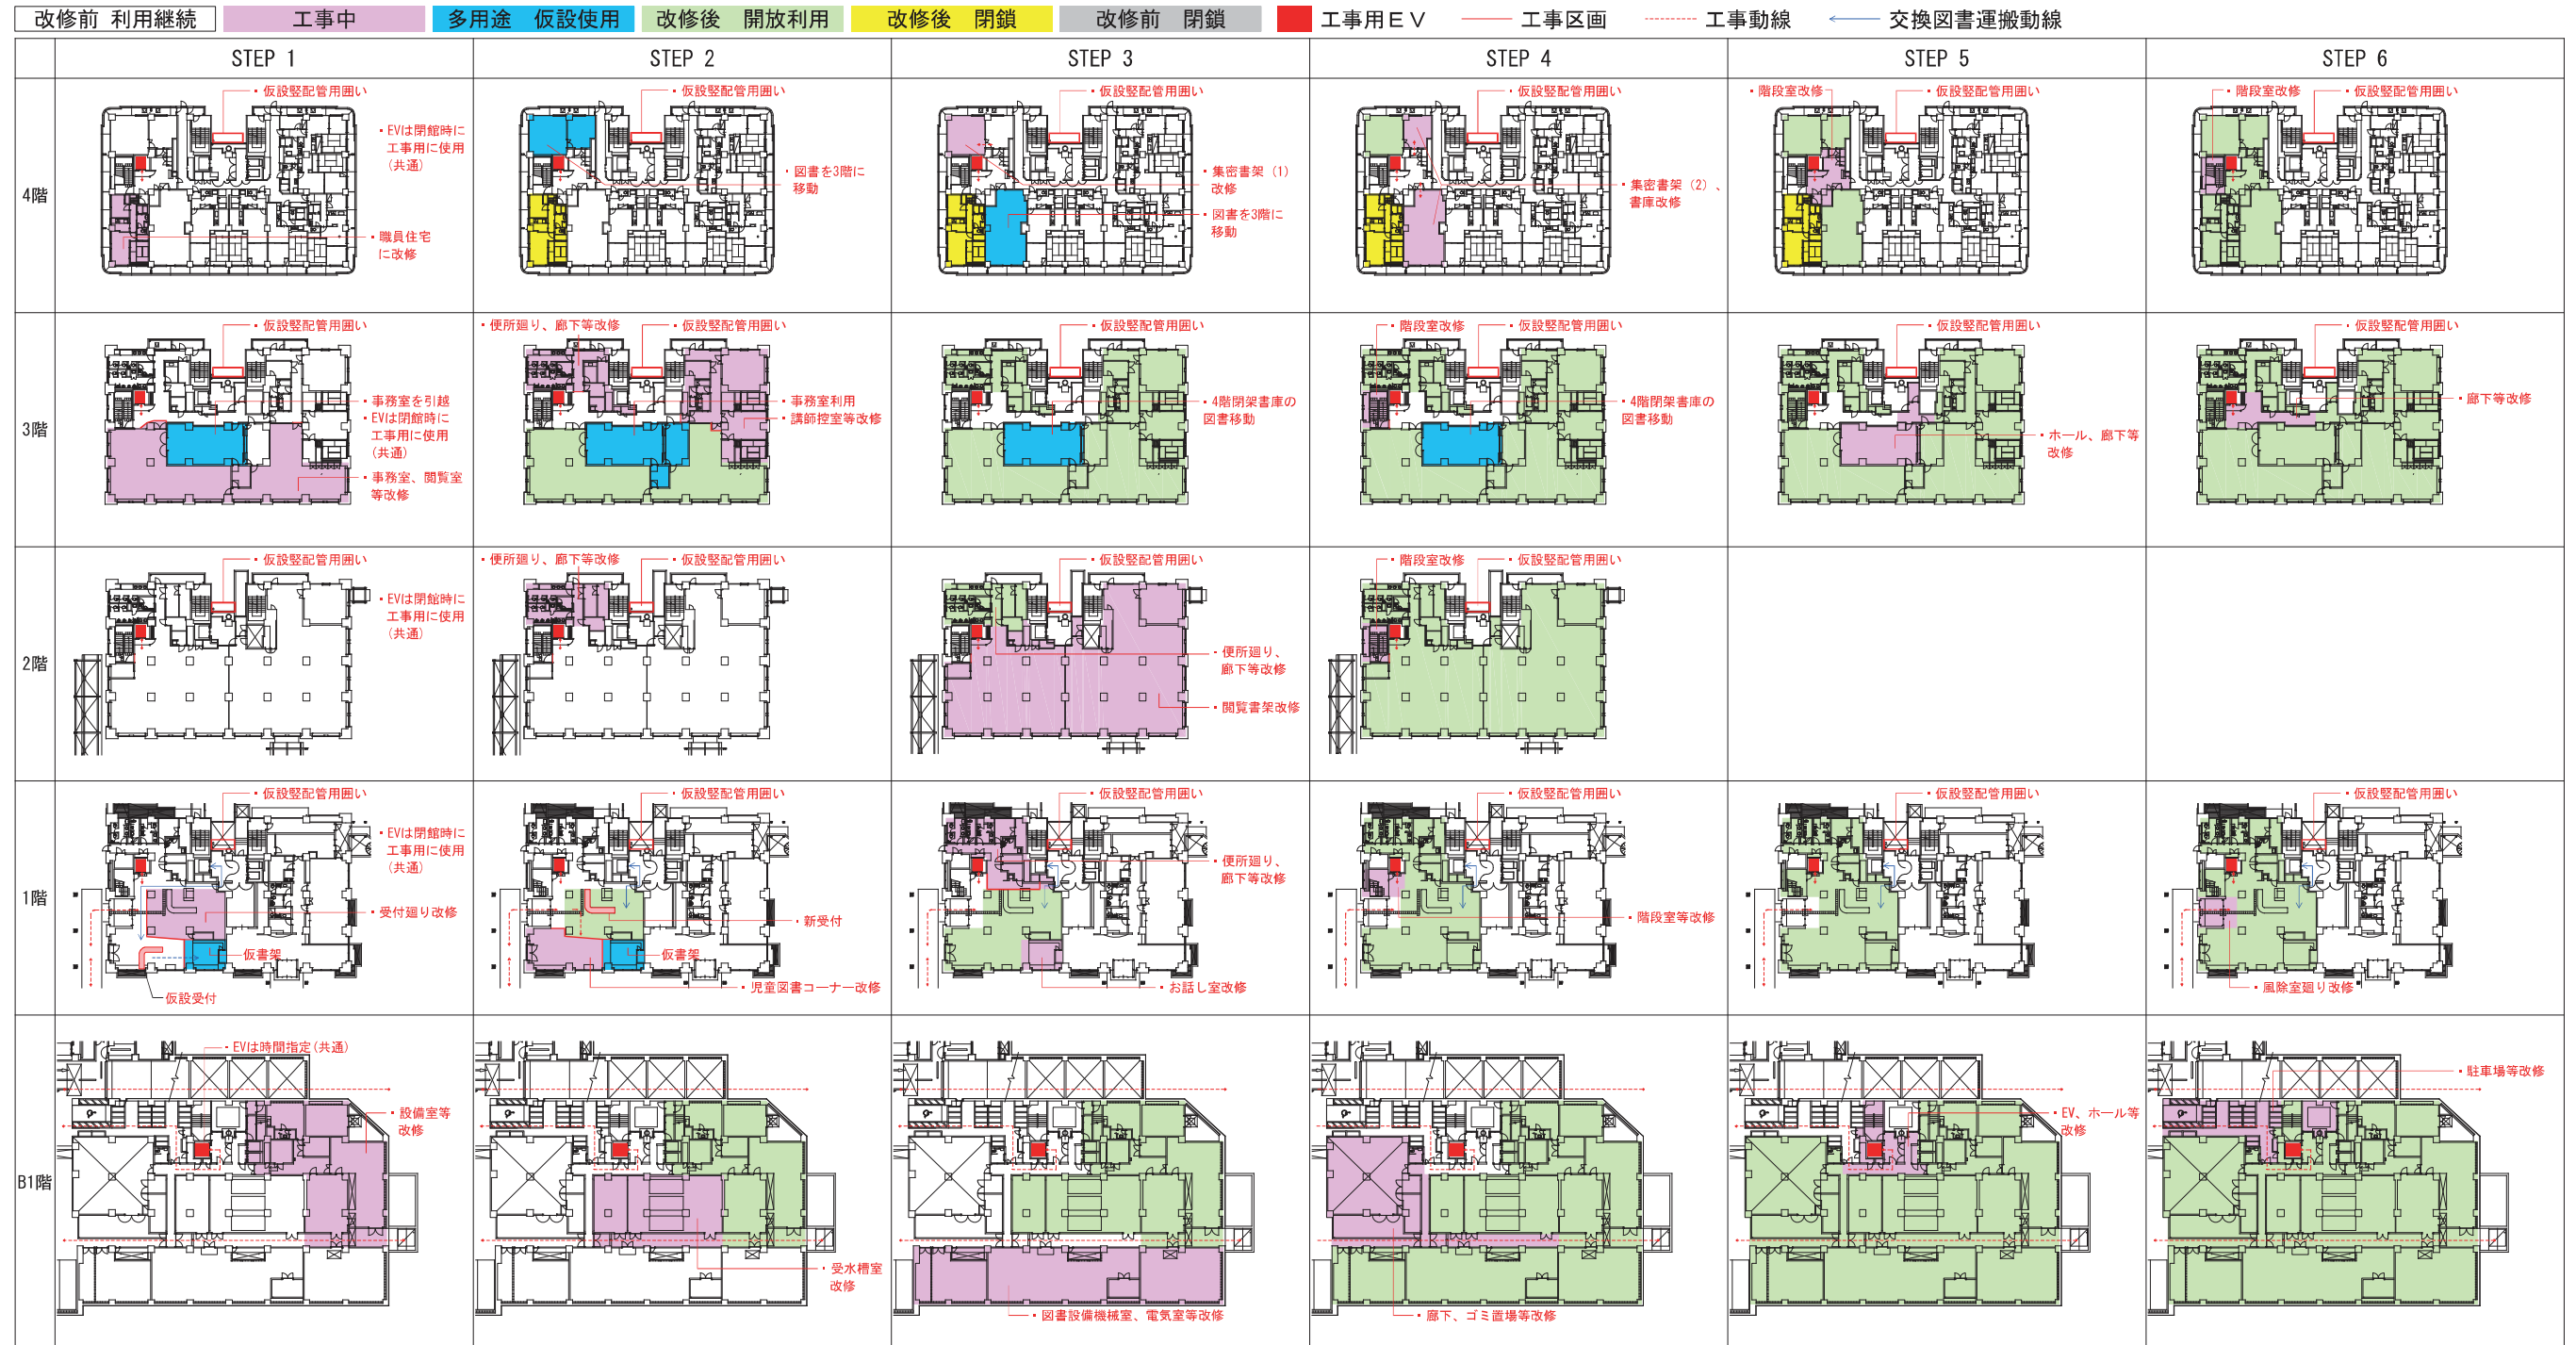 改修前 利用継続 工事中 多用途 仮設使用 改修後 開放利用 改修後 閉鎖 改修前 閉鎖 工事用ＥＶ 工事区画 工事動線 交換図書運搬動線
STEP 1 STEP 2 STEP 3 STEP 4 STEP 5 STEP 6
4階
・仮設竪配管用囲い
・EVは閉館時に
工事用に使用
(共通)
・職員住宅
に改修
・仮設竪配管用囲い
・図書を3階に
移動
・仮設竪配管用囲い
・集密書架（1）
改修
・図書を3階に
移動
・仮設竪配管用囲い
・集密書架（2）、
書庫改修
・階段室改修
・仮設竪配管用囲い
・階段室改修
・仮設竪配管用囲い
3階
・仮設竪配管用囲い
・事務室を引越
・EVは閉館時に
工事用に使用
(共通)
・事務室、閲覧室
等改修
・便所廻り、廊下等改修
・仮設竪配管用囲い
・事務室利用
・講師控室等改修
・仮設竪配管用囲い
・4階閉架書庫の
図書移動
・階段室改修
・仮設竪配管用囲い
・4階閉架書庫の
図書移動
・仮設竪配管用囲い
・ホール、廊下等
改修
・仮設竪配管用囲い
・廊下等改修
2階
・仮設竪配管用囲い
・EVは閉館時に
工事用に使用
(共通)
・便所廻り、廊下等改修
・仮設竪配管用囲い
・仮設竪配管用囲い
・便所廻り、
廊下等改修
・閲覧書架改修
・階段室改修
・仮設竪配管用囲い
1階
・仮設竪配管用囲い
・EVは閉館時に
工事用に使用
(共通)
・受付廻り改修
仮書架
仮設受付
・仮設竪配管用囲い
・新受付
仮書架
・児童図書コーナー改修
・仮設竪配管用囲い
・便所廻り、
廊下等改修
・お話し室改修
・仮設竪配管用囲い
・階段室等改修
・仮設竪配管用囲い
・仮設竪配管用囲い
・風除室廻り改修
B1階
・EVは時間指定(共通)
・設備室等
改修
・受水槽室
改修
・図書設備機械室、電気室等改修
・廊下、ゴミ置場等改修
・EV、ホール等
改修
・駐車場等改修